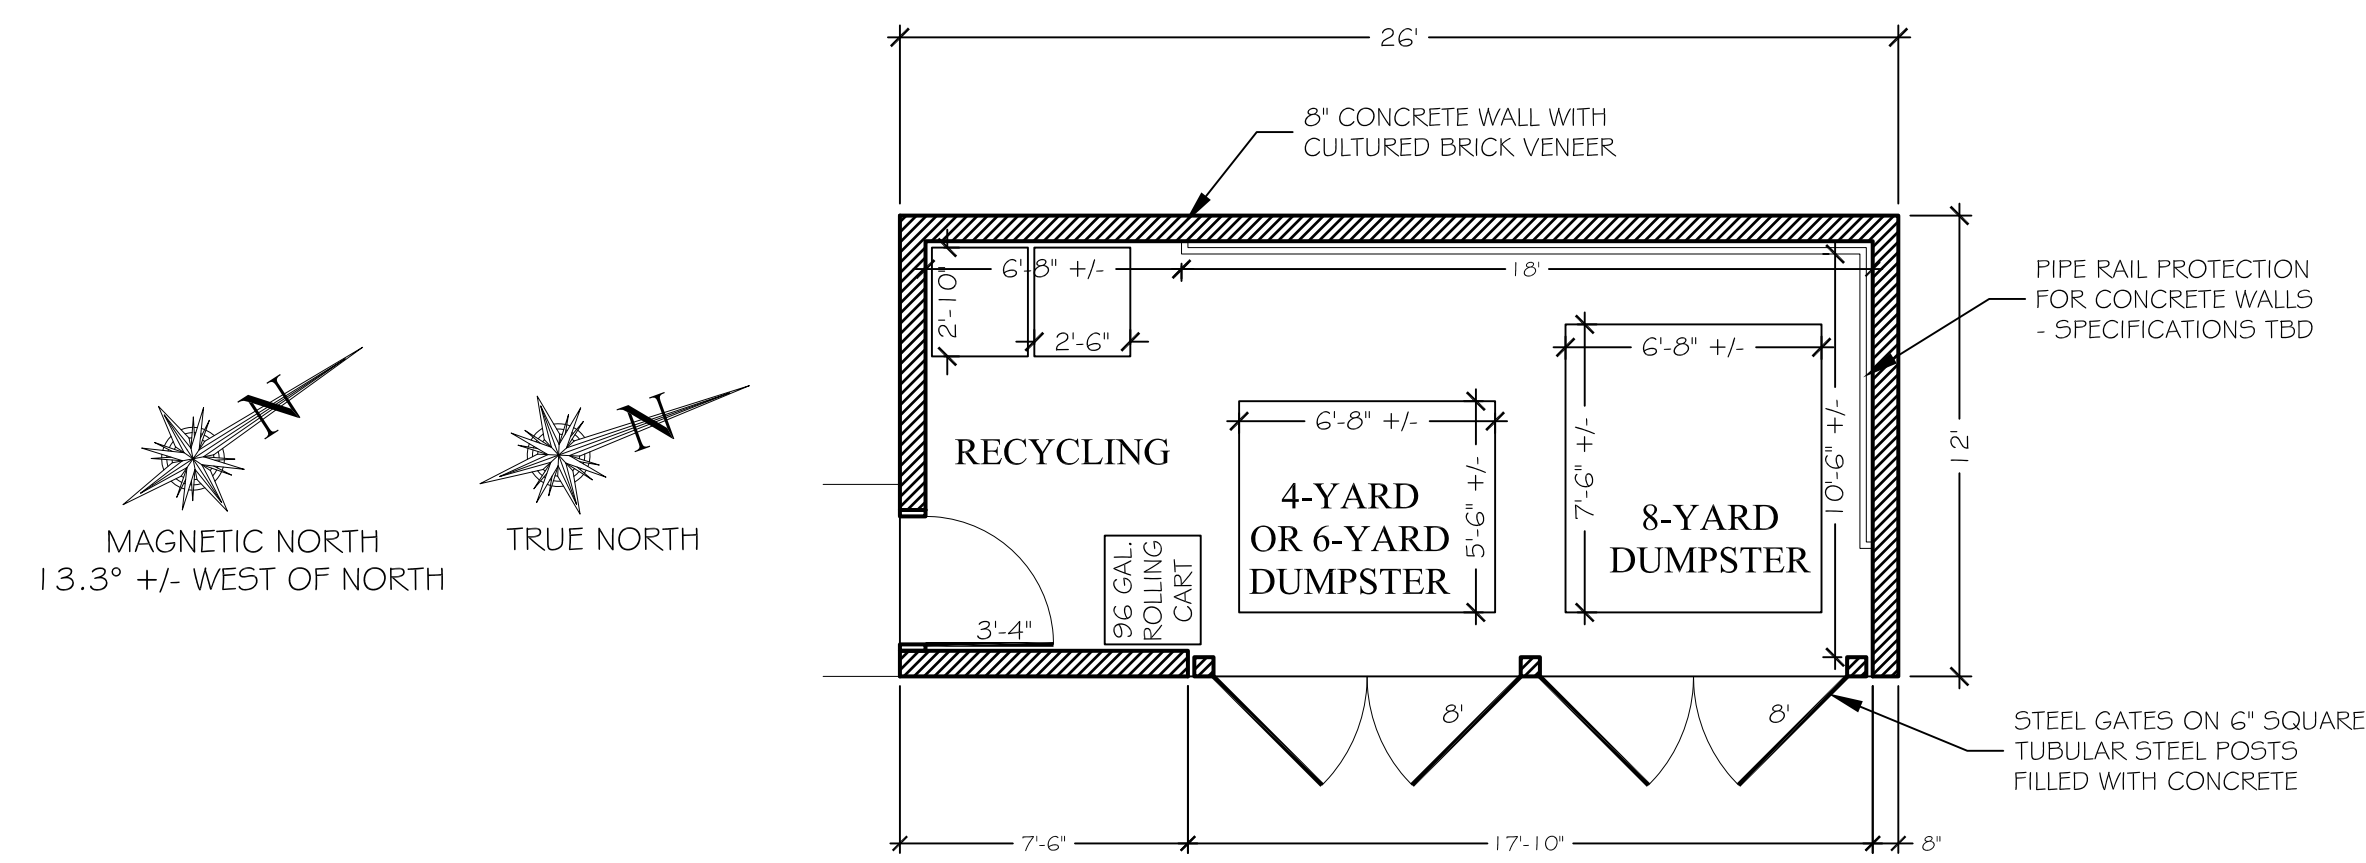 26'
8" CONCRETE WALL WITH
CULTURED BRICK VENEER
PIPE RAIL PROTECTION
FOR CONCRETE WALLS
- SPECIFICATIONS TBD
6'-8" +/-
18'
2'-10"
2'-6"
6'-8" +/-
7'-6" +/-
10'-6" +/-
12'
6'-8" +/-
5'-6" +/-
RECYCLING
4-YARD
OR 6-YARD
DUMPSTER
8-YARD
DUMPSTER
96 GAL.
ROLLING
CART
3'-4"
N
MAGNETIC NORTH
13.3° +/- WEST OF NORTH
N
TRUE NORTH
8'
8'
STEEL GATES ON 6" SQUARE
TUBULAR STEEL POSTS
FILLED WITH CONCRETE
7'-6"
17'-10"
8"